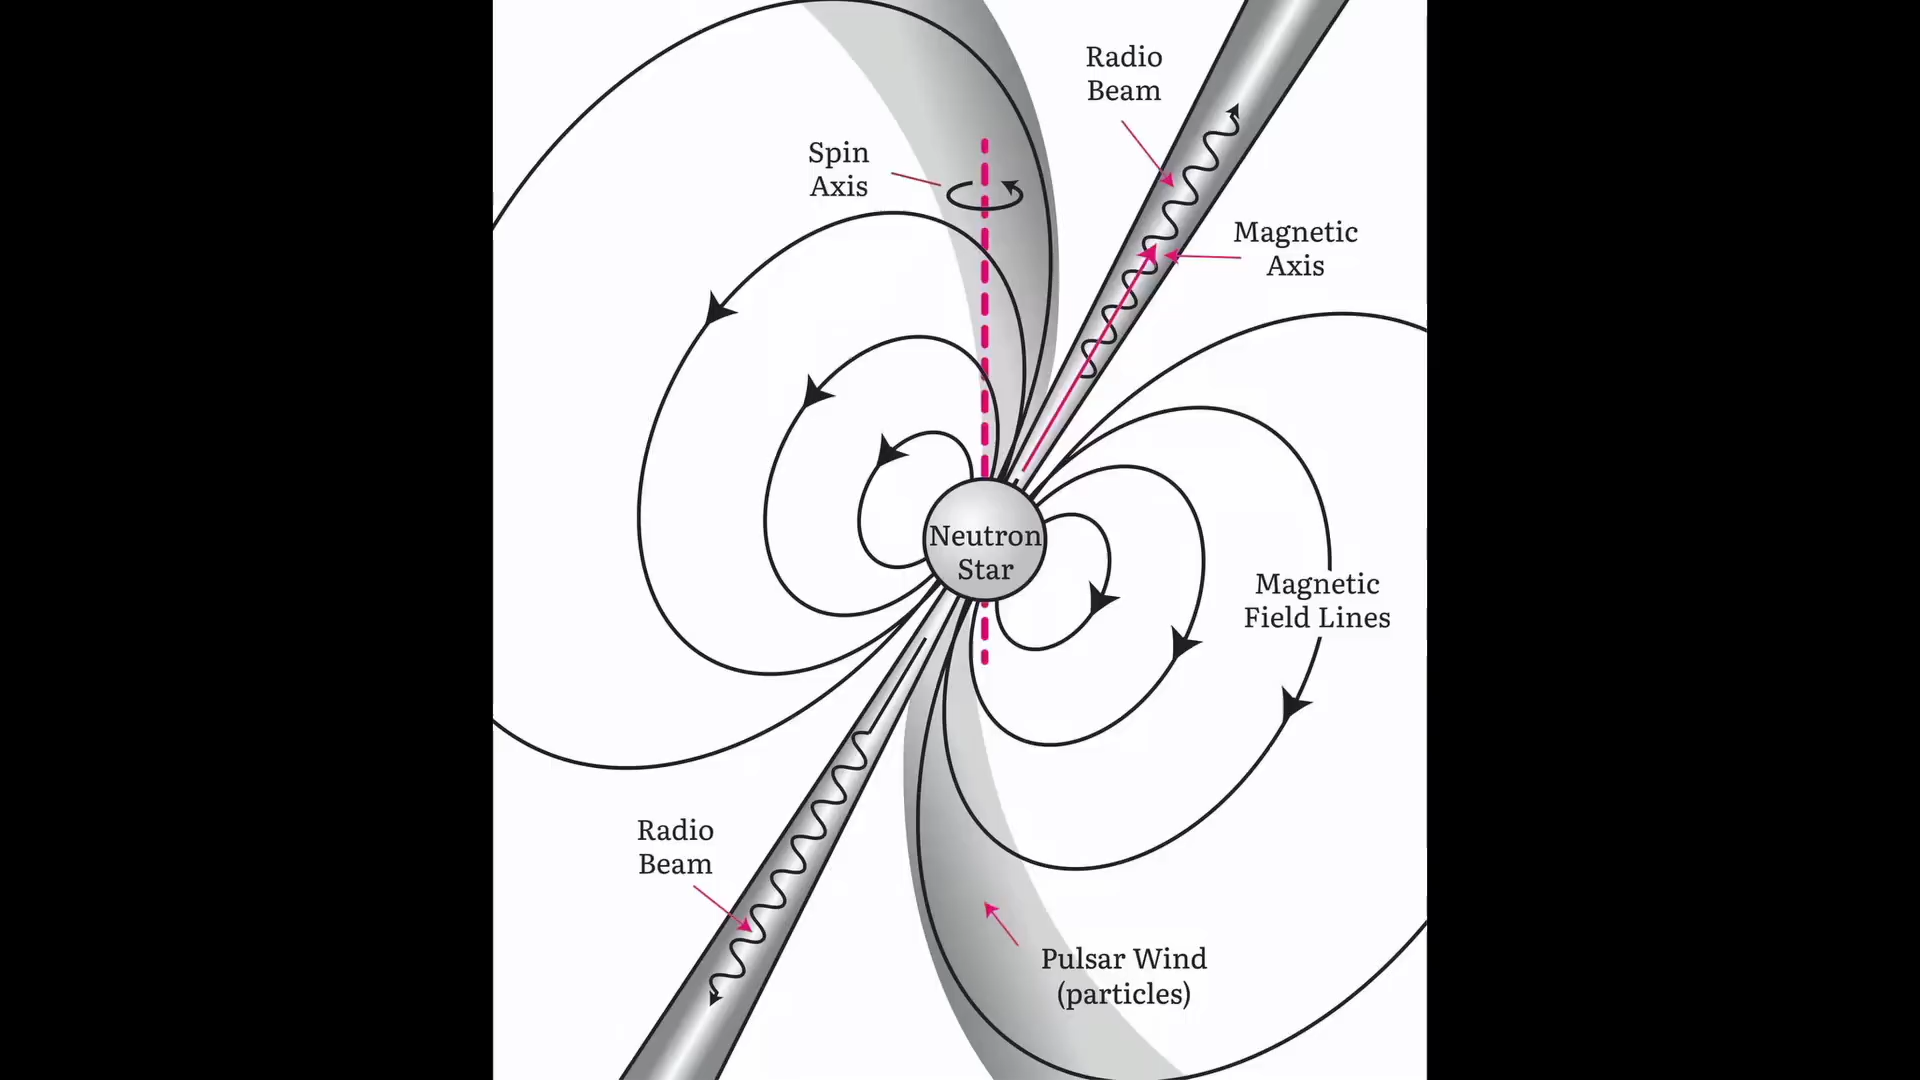 Radio
Beam
Spin
Axis
Magnetic
Axis
Neutron
Star
Magnetic
Field Lines
Radio
Beam
Pulsar Wind
(particles)